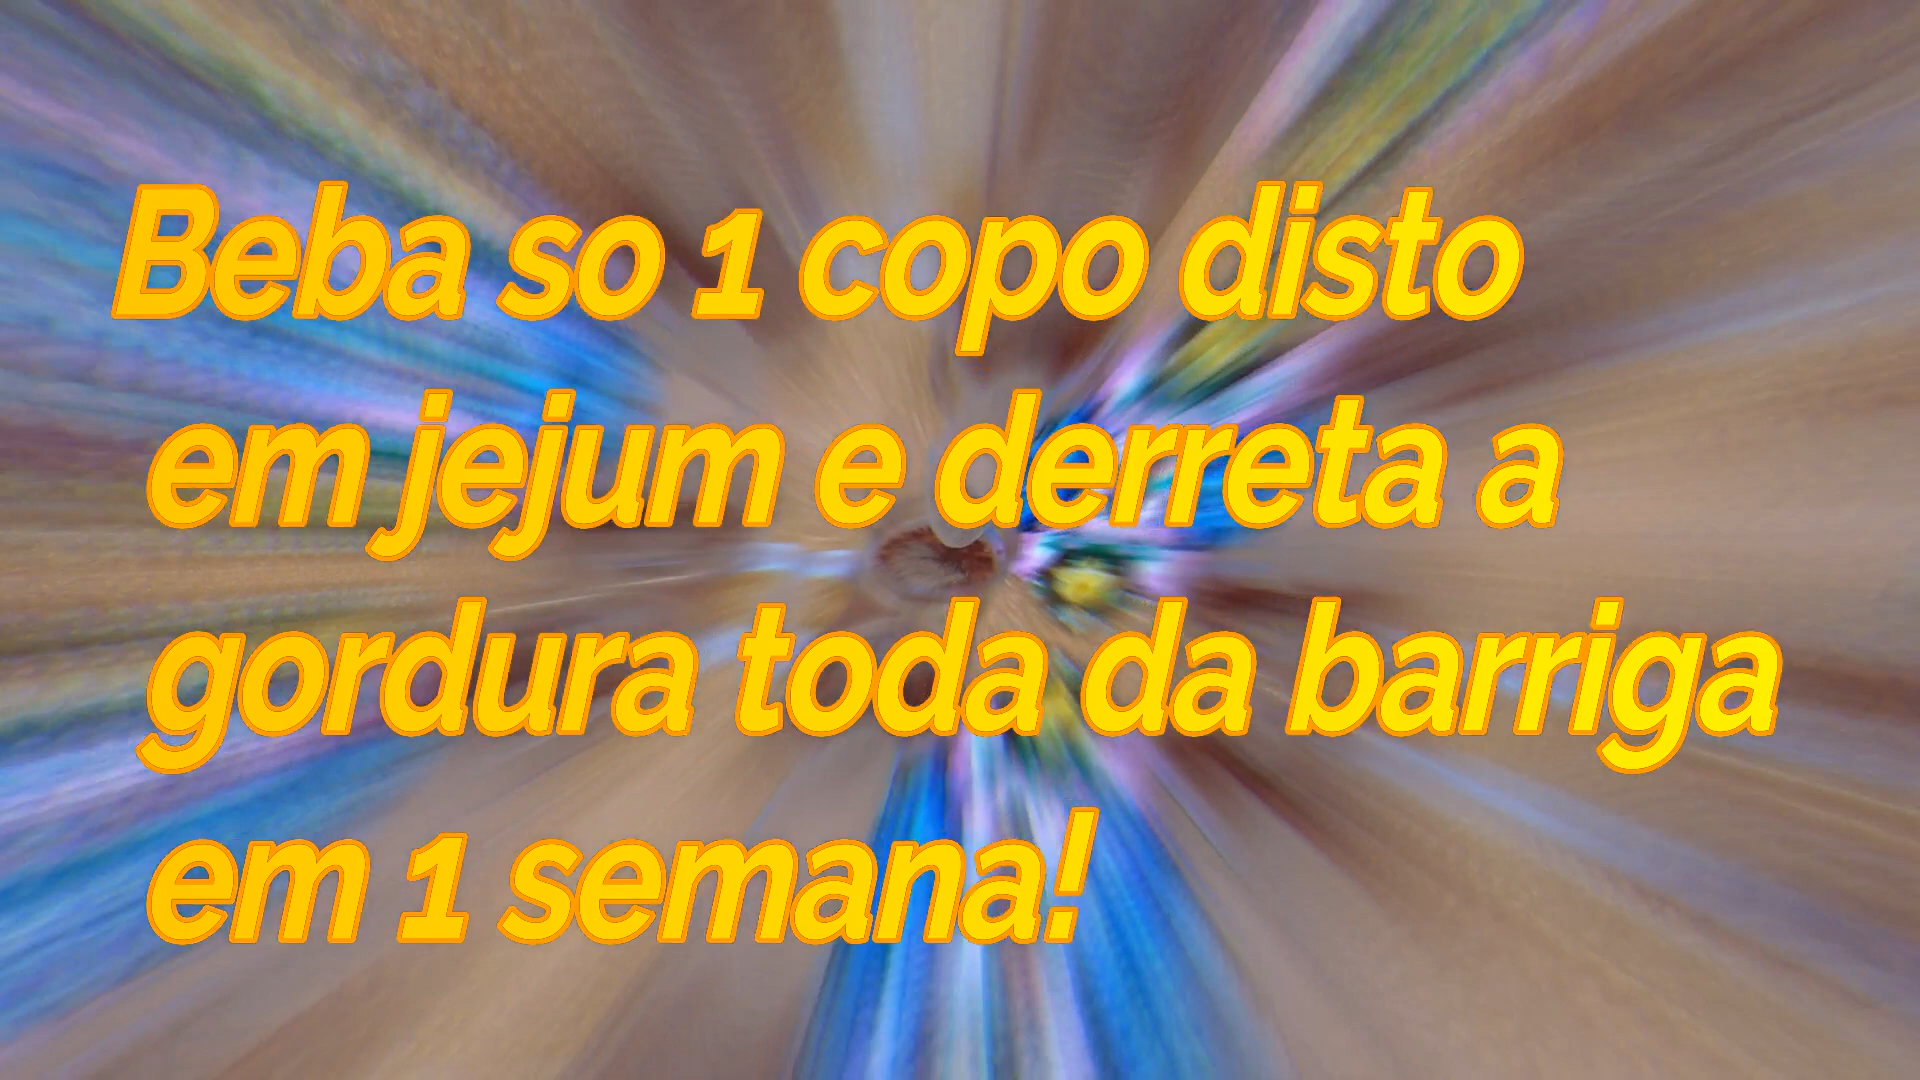 Beba so 1 copo disto
em jejum e derreta a
gordura toda da barriga
em 1 semana!